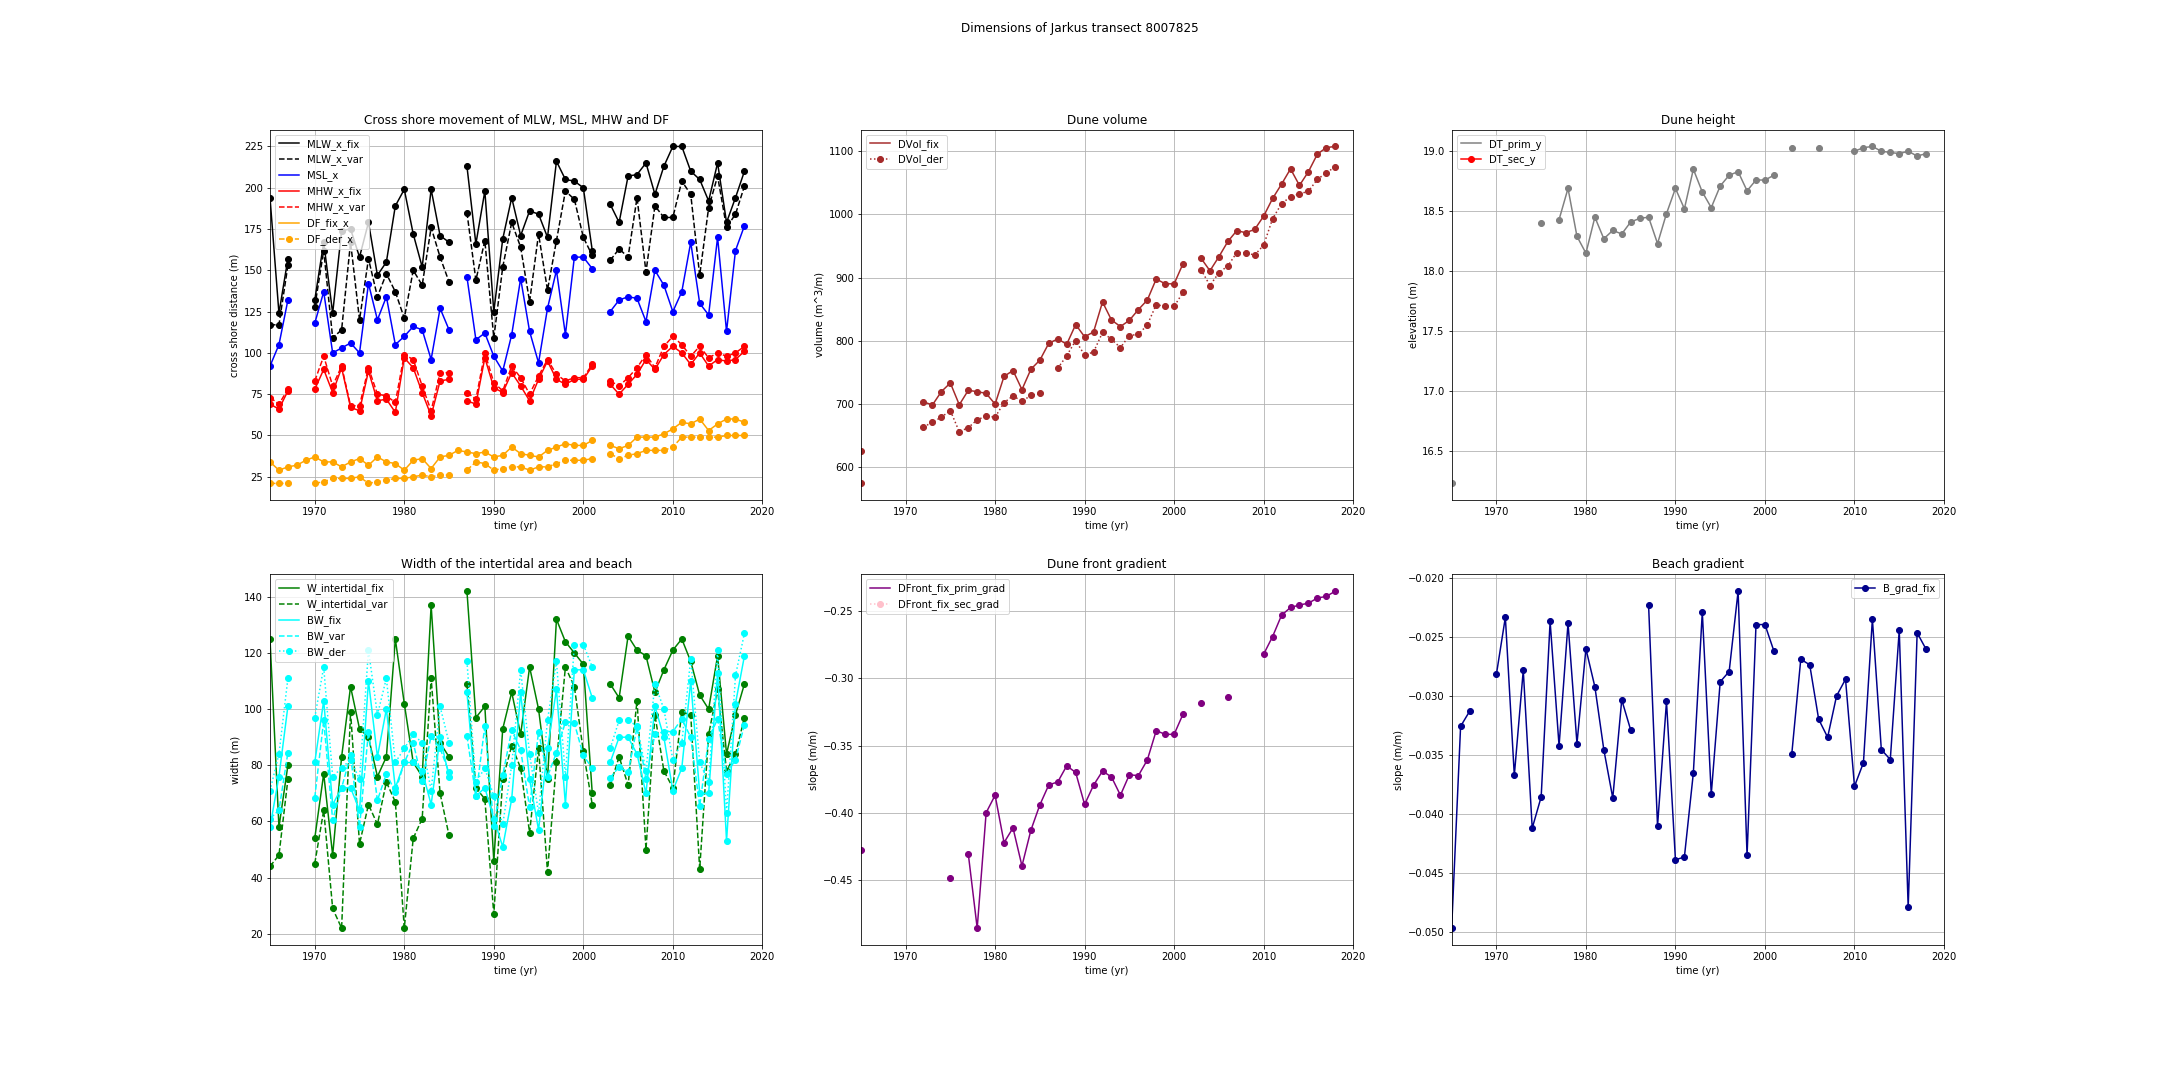 Dimensions of Jarkus transect 8007825
Cross shore movement of MLW, MSL, MHW and DF
MLW_x_fix
MLW_x_var
MSL_x
MHW_x_fix
MHW_x_var
DF_fix_x
DF_der_x
225
200
175
150
125
100
75
50
25
cross shore distance (m)
1970 1980 1990 2000 2010 2020
time (yr)
Dune volume
DVol_fix
DVol_der
1100
1000
900
800
700
600
volume (m^3/m)
1970 1980 1990 2000 2010 2020
time (yr)
Dune height
DT_prim_y
DT_sec_y
19.0
18.5
18.0
17.5
17.0
16.5
elevation (m)
1970 1980 1990 2000 2010 2020
time (yr)
Width of the intertidal area and beach
W_intertidal_fix
W_intertidal_var
BW_fix
BW_var
BW_der
140
120
100
80
60
40
20
width (m)
1970 1980 1990 2000 2010 2020
time (yr)
Dune front gradient
DFront_fix_prim_grad
DFront_fix_sec_grad
−0.25
−0.30
−0.35
−0.40
−0.45
slope (m/m)
1970 1980 1990 2000 2010 2020
time (yr)
Beach gradient
B_grad_fix
−0.020
−0.025
−0.030
−0.035
−0.040
−0.045
−0.050
slope (m/m)
1970 1980 1990 2000 2010 2020
time (yr)